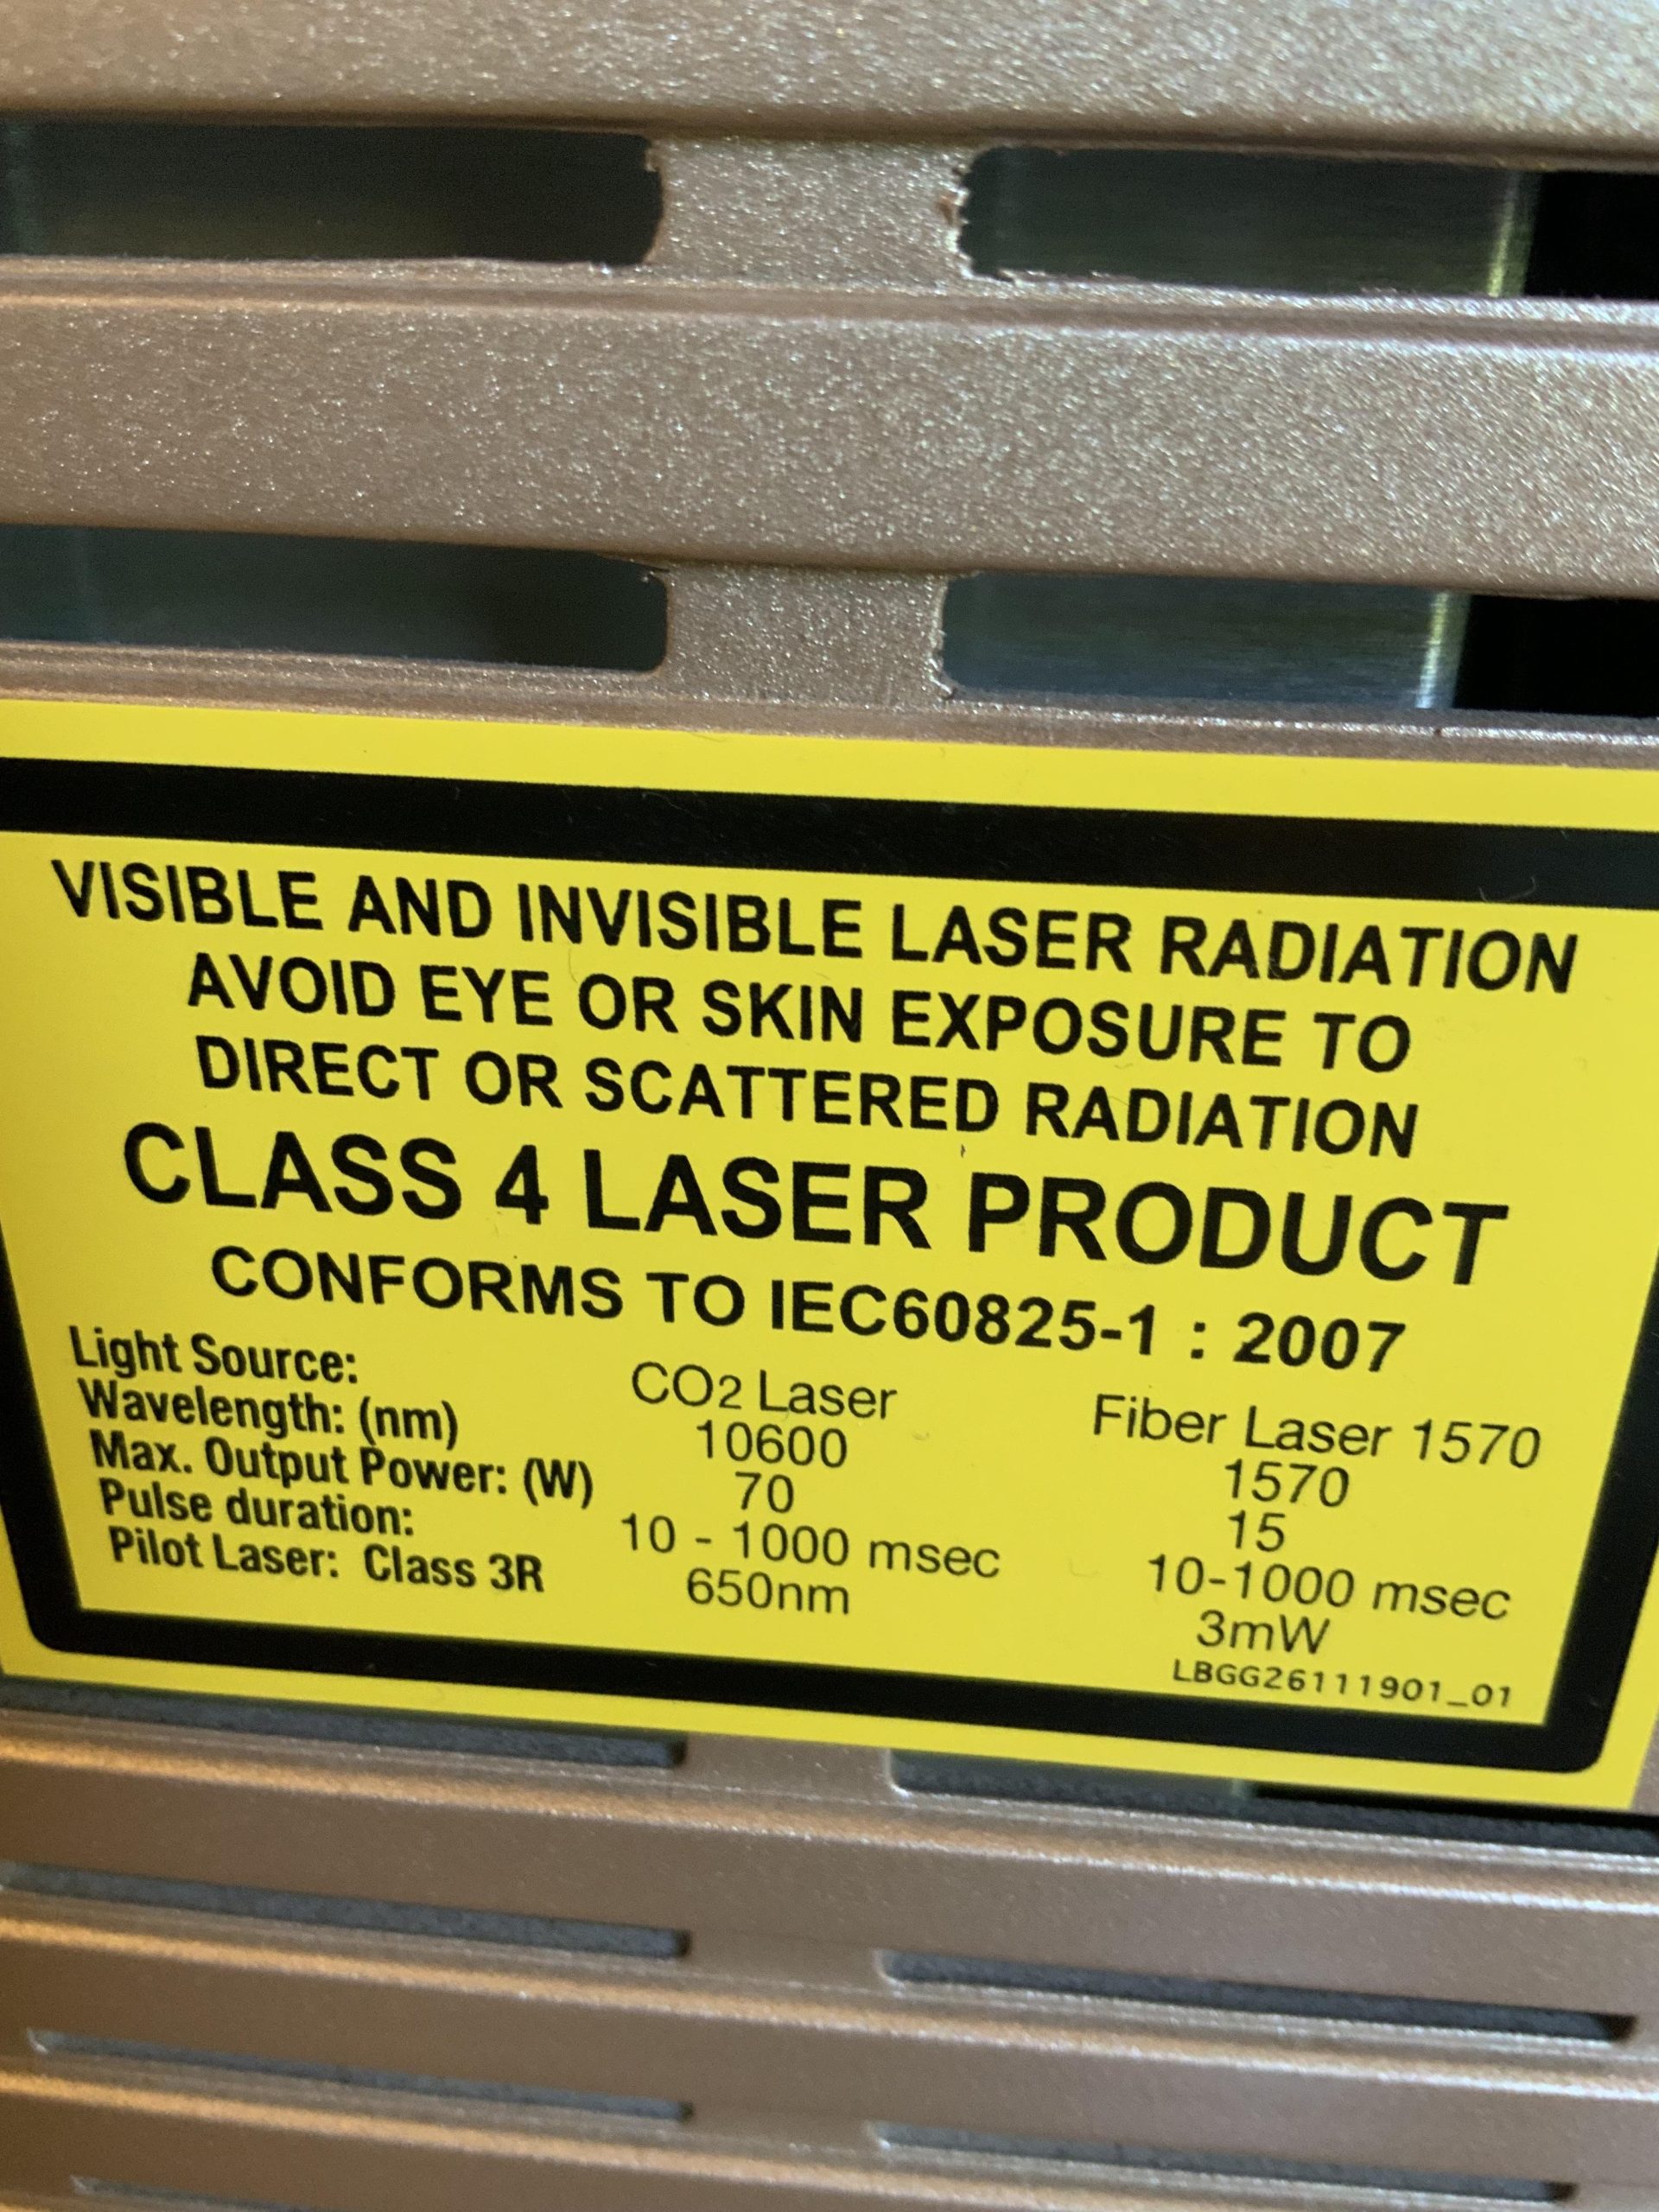 VISIBLE AND INVISIBLE LASER RADIATION
AVOID EYE OR SKIN EXPOSURE TO
DIRECT OR SCATTERED RADIATION
CLASS 4 LASER PRODUCT
CONFORMS TO IEC60825-1 : 2007
Light Source: CO2 Laser Fiber Laser 1570
Wavelength: (nm) 10600 1570
Max. Output Power: (W) 70 15
Pulse duration: 10 - 1000 msec 10-1000 msec
Pilot Laser: Class 3R 650nm 3mW
LBGG26111901_01